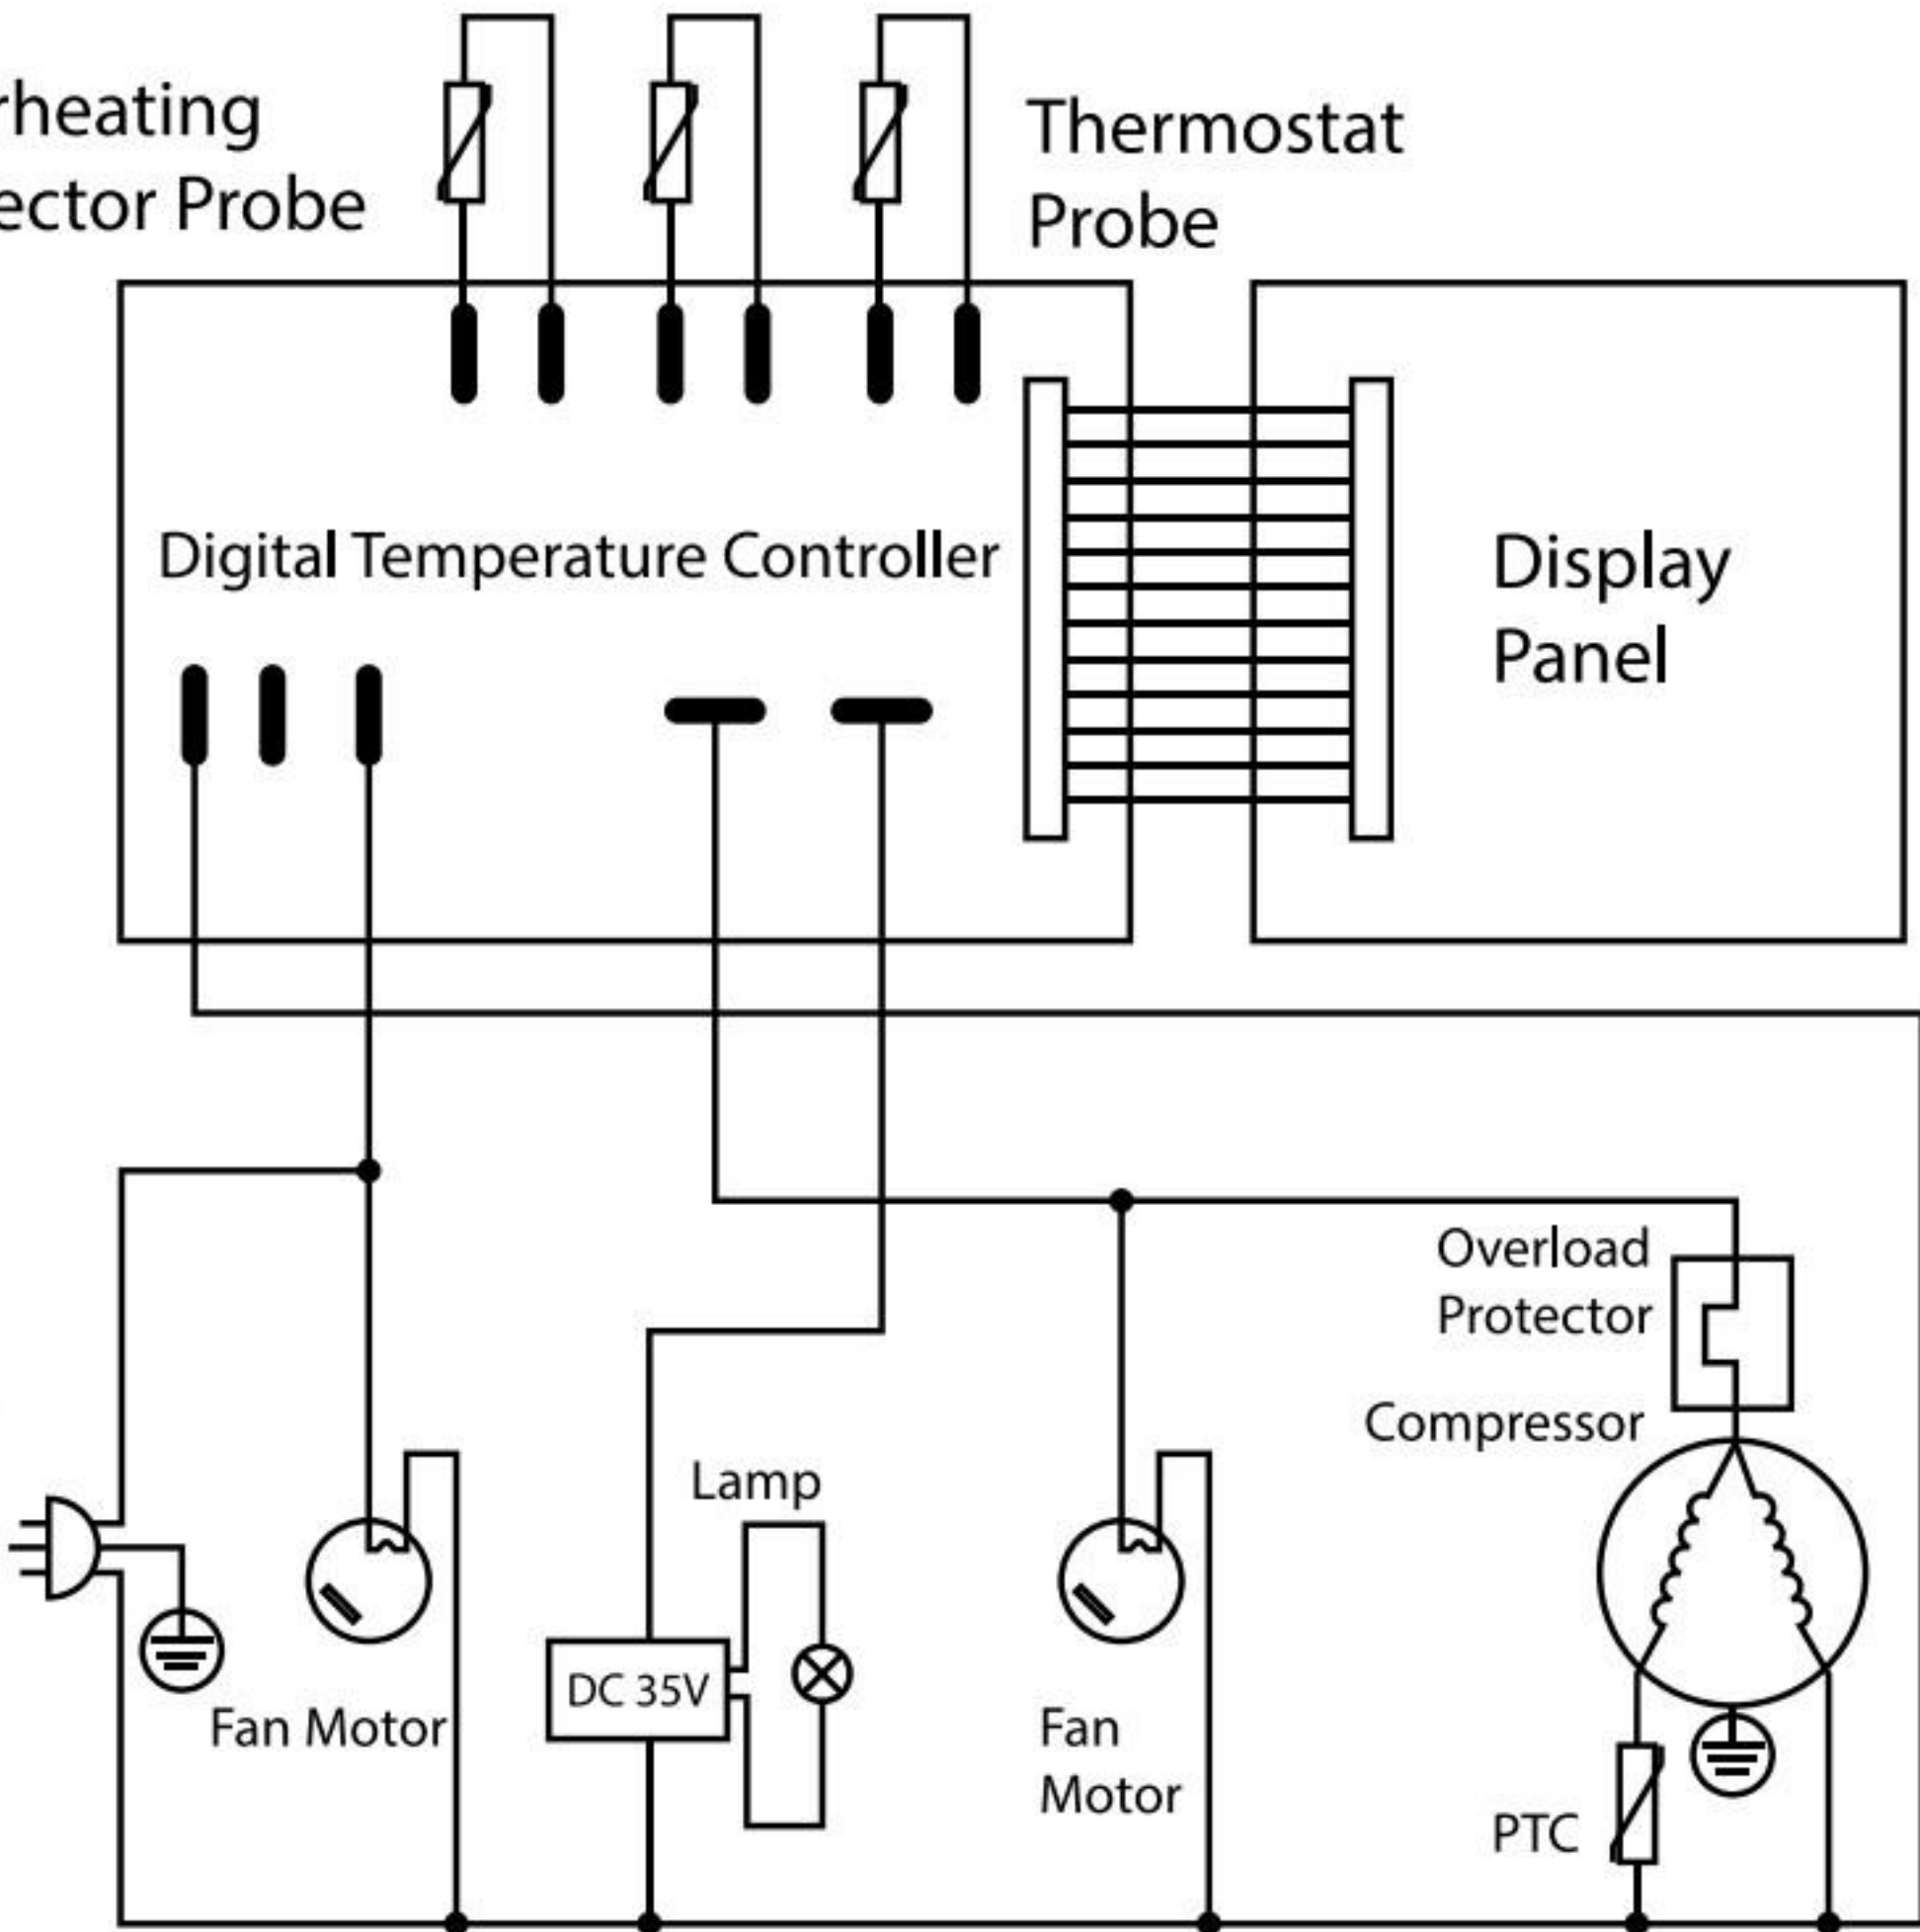 rheating
ector Probe
Thermostat
Probe
Digital Temperature Controller
Display
Panel
Overload
Protector
Compressor
Lamp
DC 35V
Fan Motor
Fan
Motor
PTC